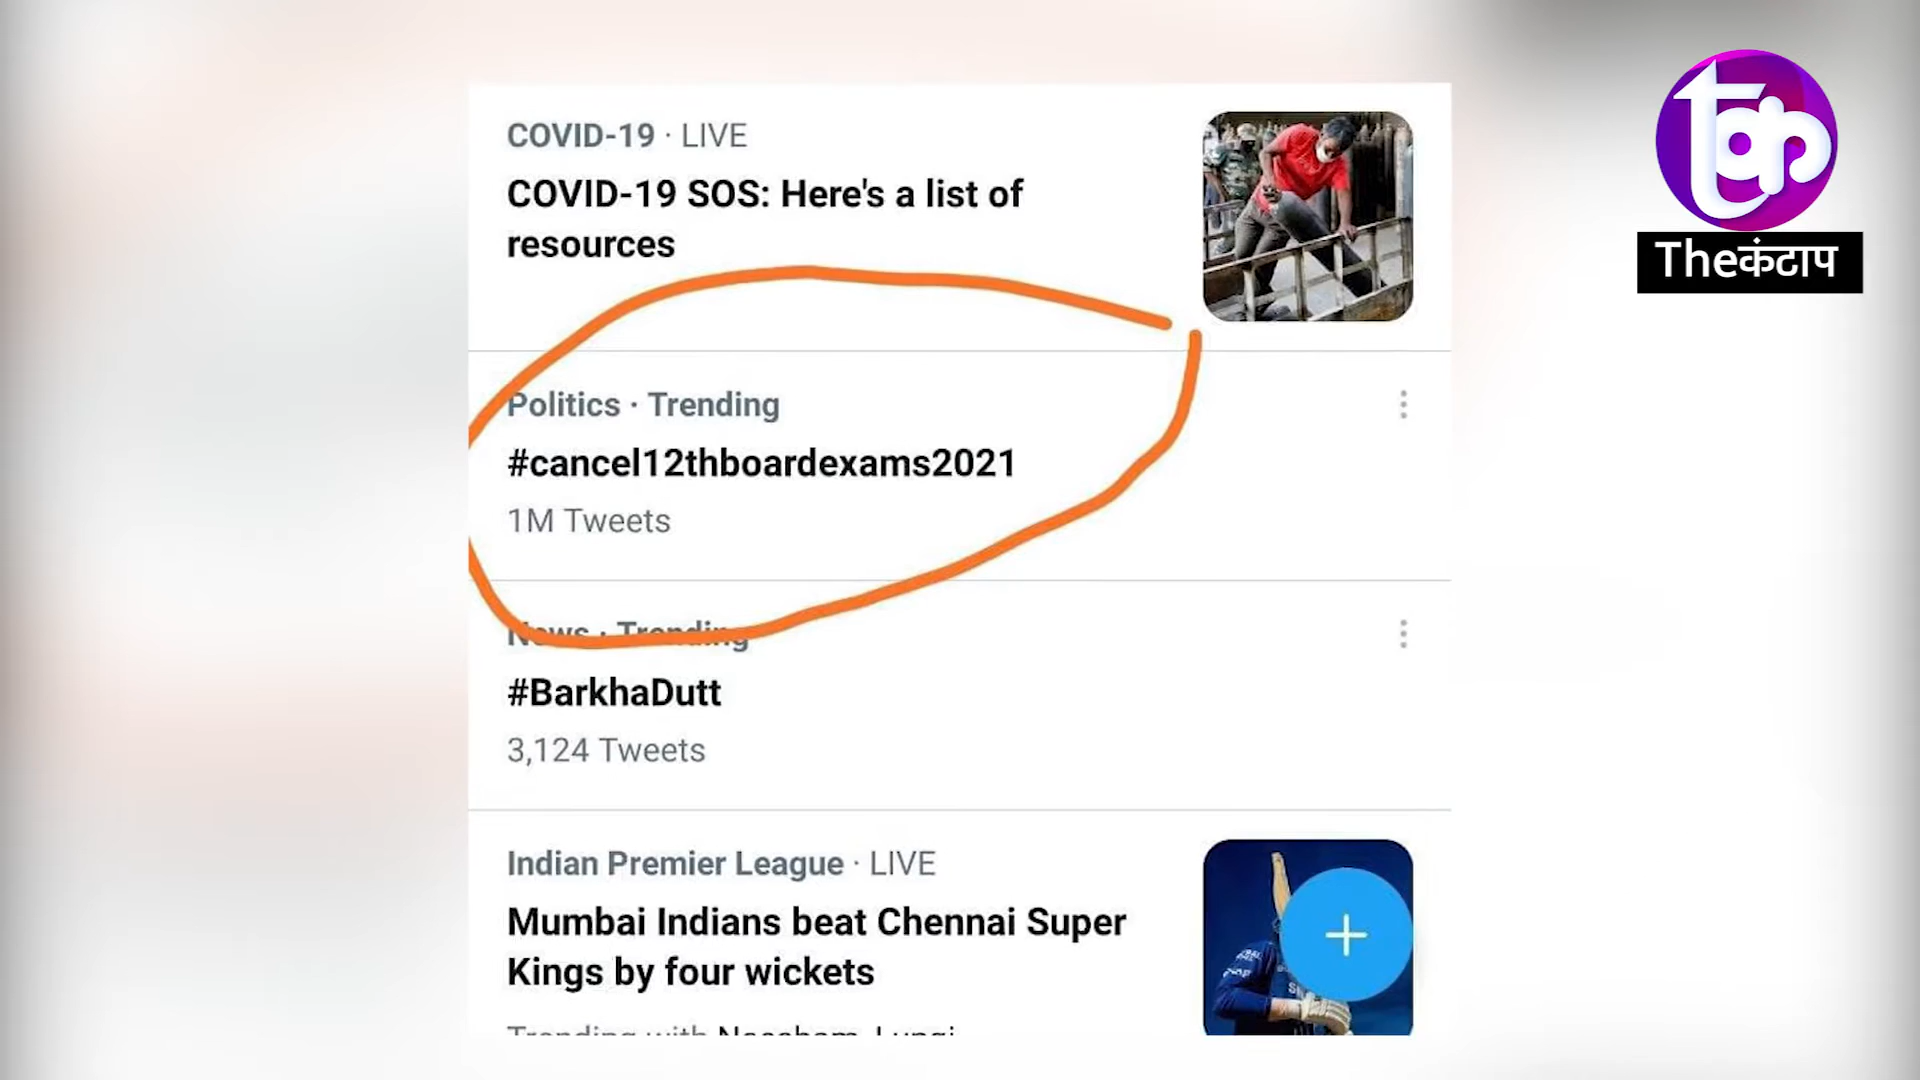 COVID-19 · LIVE
COVID-19 SOS: Here's a list of
resources
Politics · Trending
#cancel12thboardexams2021
1M Tweets
News · Trending
#BarkhaDutt
3,124 Tweets
Indian Premier League · LIVE
Mumbai Indians beat Chennai Super
Kings by four wickets
Trending with Neesham, Lungi
Theकंटाप